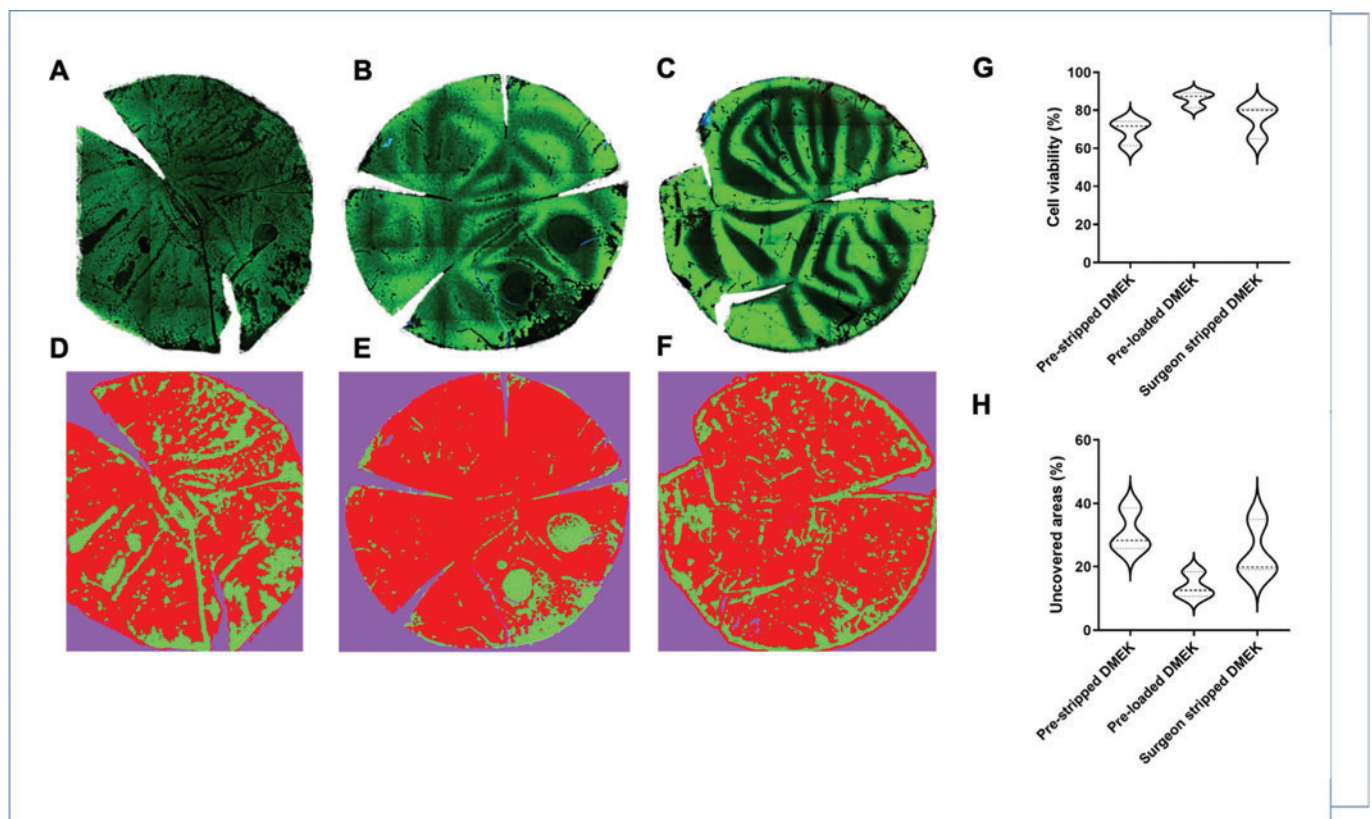 A
B
C
D
E
F
G
Cell viability (%)
100
80
60
40
20
0
Pre-stripped DMEK
Pre-loaded DMEK
Surgeon stripped DMEK
H
Uncovered areas (%)
60
40
20
0
Pre-stripped DMEK
Pre-loaded DMEK
Surgeon stripped DMEK